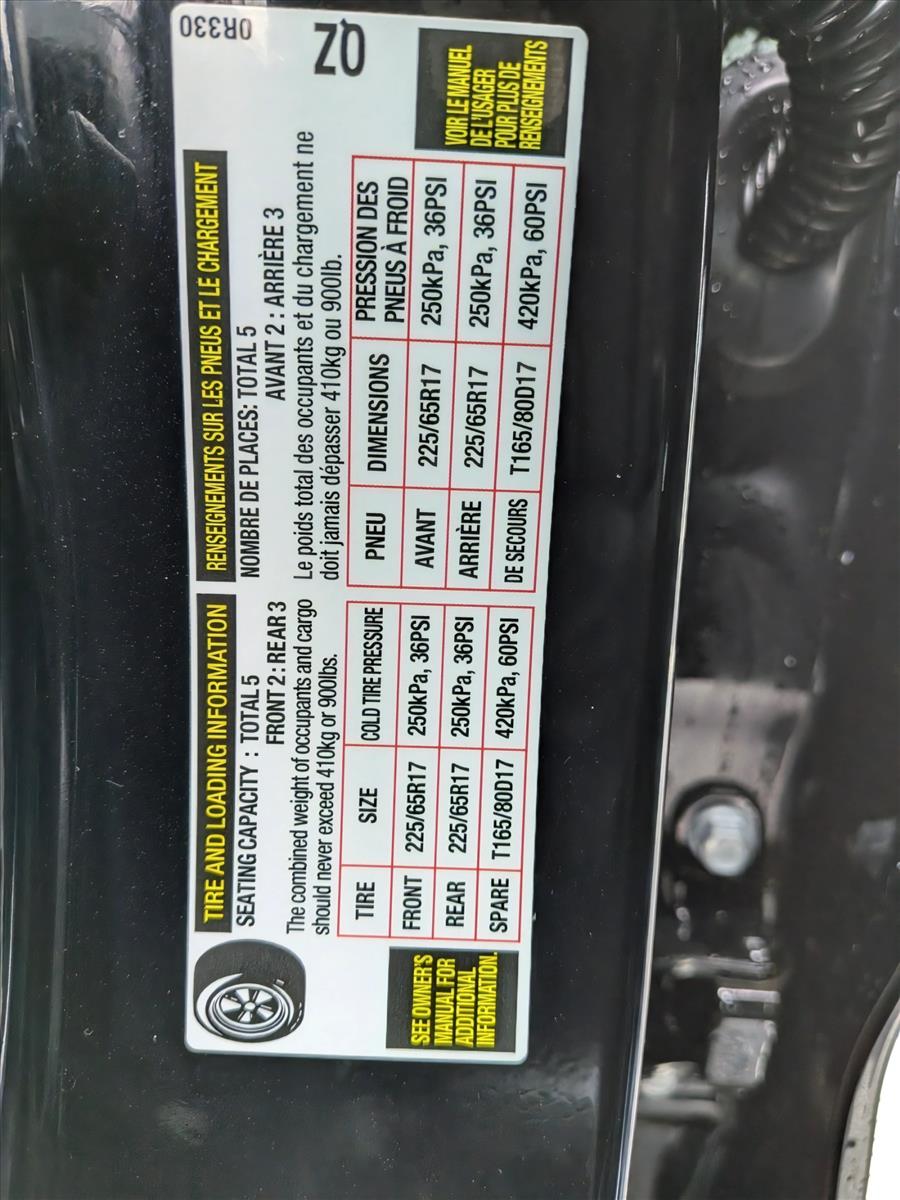 TIRE AND LOADING INFORMATION
SEATING CAPACITY : TOTAL 5
FRONT 2 : REAR 3
The combined weight of occupants and cargo
should never exceed 410kg or 900lbs.
TIRE SIZE COLD TIRE PRESSURE
FRONT 225/65R17 250kPa, 36PSI
REAR 225/65R17 250kPa, 36PSI
SPARE T165/80D17 420kPa, 60PSI
SEE OWNER'S
MANUAL FOR
ADDITIONAL
INFORMATION.
RENSEIGNEMENTS SUR LES PNEUS ET LE CHARGEMENT
NOMBRE DE PLACES: TOTAL 5
AVANT 2 : ARRIÈRE 3
Le poids total des occupants et du chargement ne
doit jamais dépasser 410kg ou 900lb.
PNEU DIMENSIONS PRESSION DES
PNEUS À FROID
AVANT 225/65R17 250kPa, 36PSI
ARRIÈRE 225/65R17 250kPa, 36PSI
DE SECOURS T165/80D17 420kPa, 60PSI
VOIR LE MANUEL
DE L'USAGER
POUR PLUS DE
RENSEIGNEMENTS
0R330
QZ